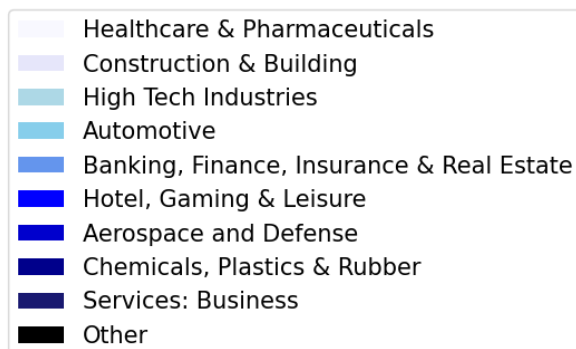 Healthcare & Pharmaceuticals
Construction & Building
High Tech Industries
Automotive
Banking, Finance, Insurance & Real Estate
Hotel, Gaming & Leisure
Aerospace and Defense
Chemicals, Plastics & Rubber
Services: Business
Other